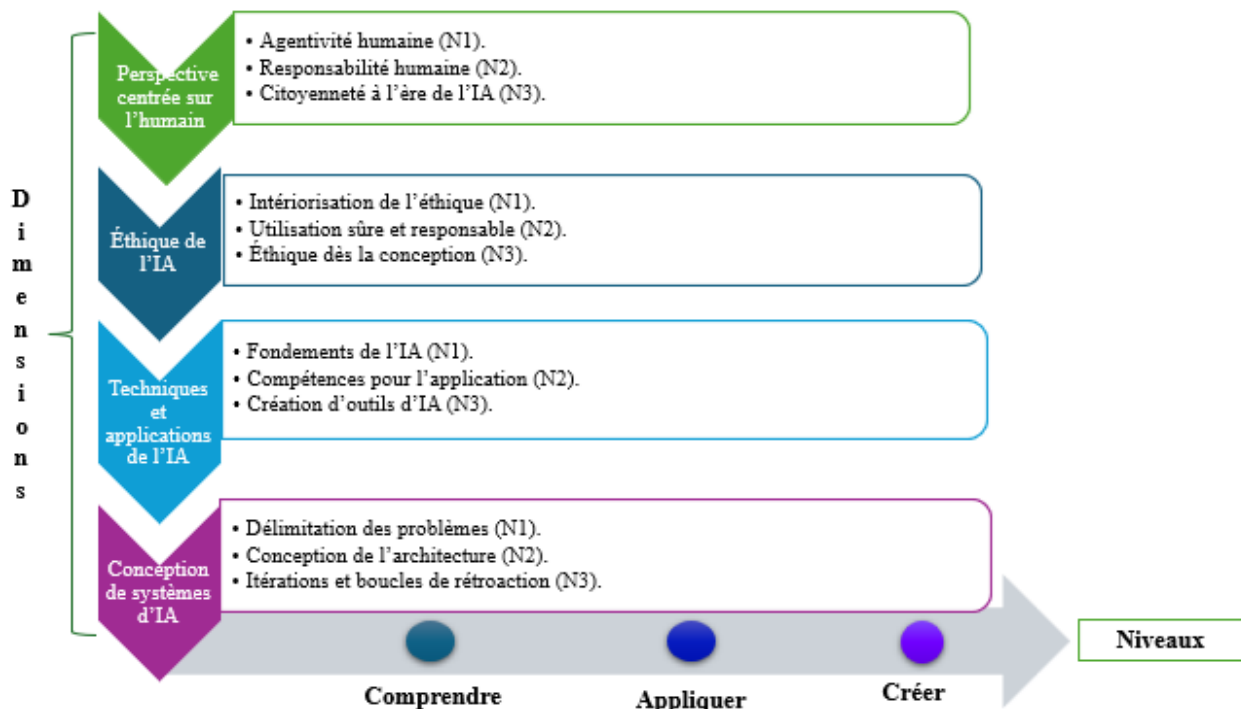 Dimensions
Perspective
centrée sur
l'humain
• Agentivité humaine (N1).
• Responsabilité humaine (N2).
• Citoyenneté à l'ère de l'IA (N3).
Éthique de
l'IA
• Intériorisation de l'éthique (N1).
• Utilisation sûre et responsable (N2).
• Éthique dès la conception (N3).
Techniques
et
applications
de l'IA
• Fondements de l'IA (N1).
• Compétences pour l'application (N2).
• Création d'outils d'IA (N3).
Conception
de systèmes
d'IA
• Délimitation des problèmes (N1).
• Conception de l'architecture (N2).
• Itérations et boucles de rétroaction (N3).
Comprendre
Appliquer
Créer
Niveaux